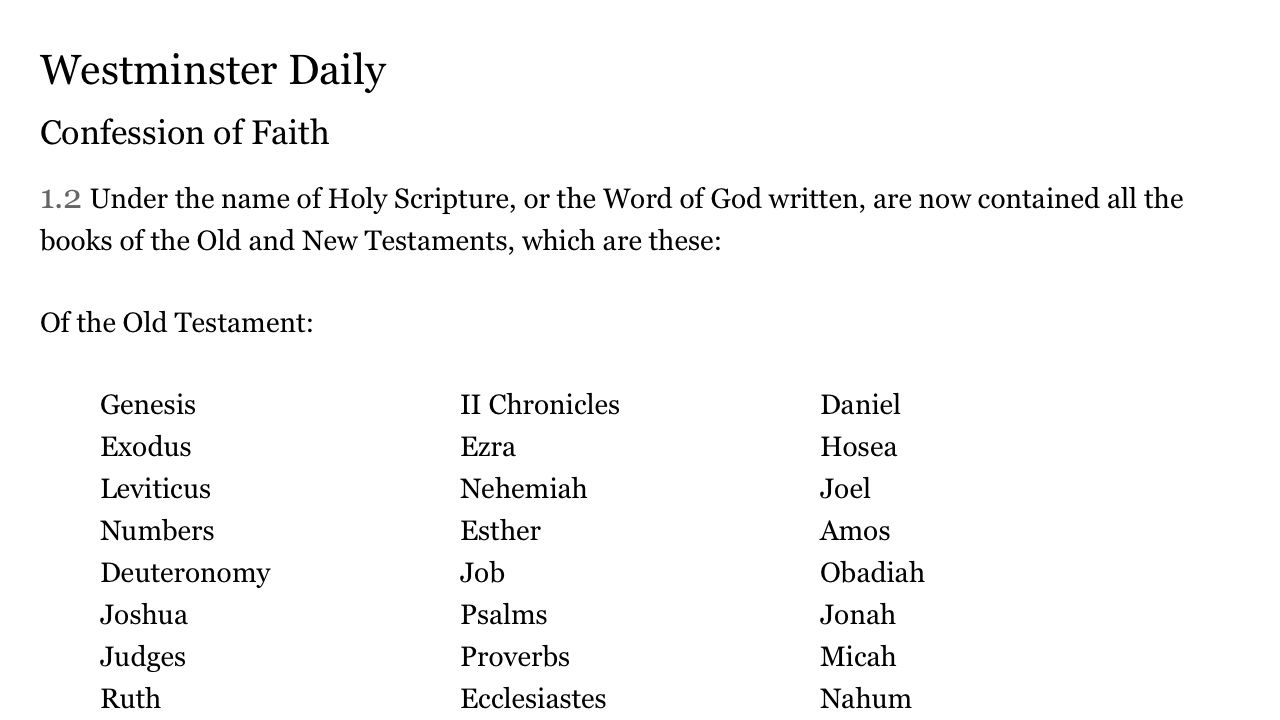 Westminster Daily
Confession of Faith
1.2 Under the name of Holy Scripture, or the Word of God written, are now contained all the
books of the Old and New Testaments, which are these:
Of the Old Testament:
Genesis
Exodus
Leviticus
Numbers
Deuteronomy
Joshua
Judges
Ruth
II Chronicles
Ezra
Nehemiah
Esther
Job
Psalms
Proverbs
Ecclesiastes
Daniel
Hosea
Joel
Amos
Obadiah
Jonah
Micah
Nahum